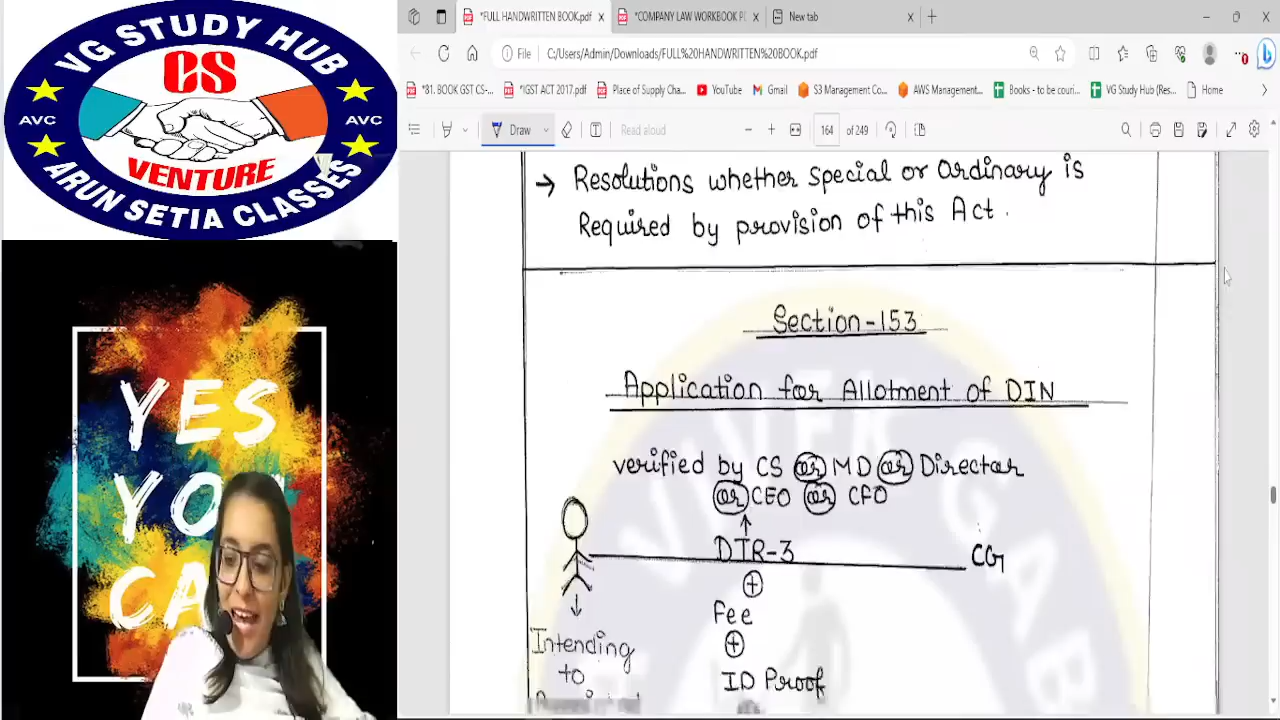 VG STUDY HUB
CS
AVC
AVC
VENTURE
ARUN SETIA CLASSES
YES
YO
CA
*FULL HANDWRITTEN BOOK.pdf
*COMPANY LAW WORKBOOK P
New tab
File
C:/Users/Admin/Downloads/FULL%20HANDWRITTEN%20BOOK.pdf
*81. BOOK GST CS-...
*IGST ACT 2017.pdf
Place of Supply Cha...
YouTube
Gmail
S3 Management Co...
AWS Management...
Books - to be Scouri...
VG Study Hub (Rec...
Home
Draw
Read aloud
164
of 249
→ Resolutions whether special or ordinary is
Required by provision of this Act.
Section-153
Application for Allotment of DIN
verified by CS or MD or Director
or CEO or CFO
DIR-3
CG
Fee
Intending
to
ID Proof